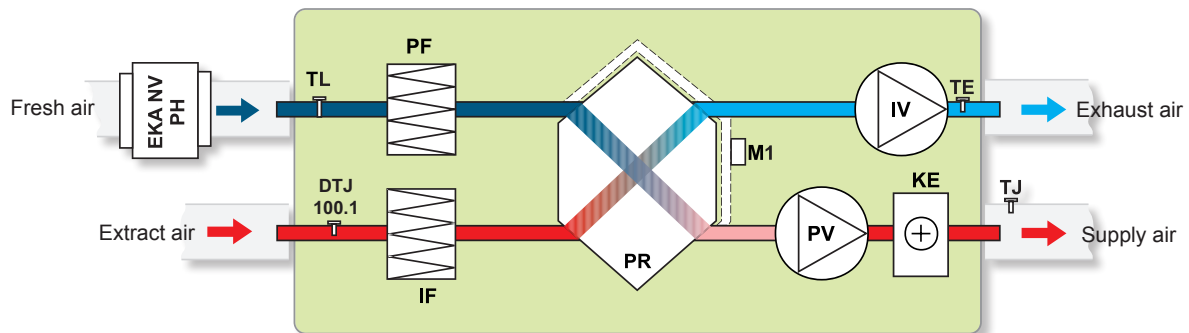 PF
TL
TE
Fresh air
EKA NV
PH
IV
Exhaust air
M1
DTJ
100.1
KE
TJ
Extract air
PV
Supply air
PR
IF